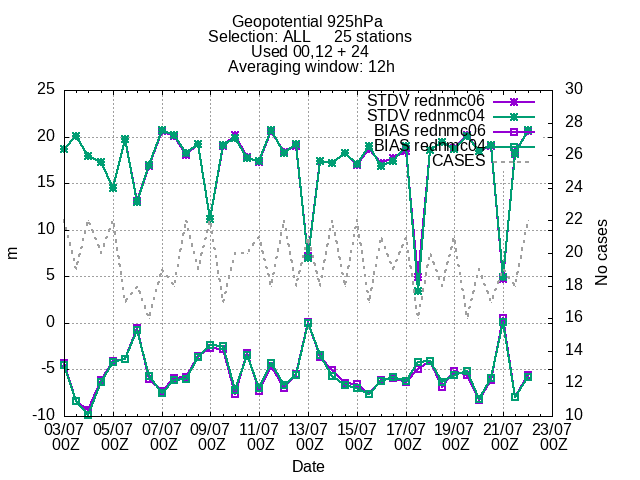 Geopotential 925hPa
Selection: ALL 25 stations
Used 00,12 + 24
Averaging window: 12h
25 30
STDV rednmc06
STDV rednmc04
BIAS rednmc06
BIAS rednmc04
CASES
20
15
10
5
0
-5
-10
28
26
24
22
20
18
16
14
12
10
m
No cases
03/07 05/07 07/07 09/07 11/07 13/07 15/07 17/07 19/07 21/07 23/07
00Z 00Z 00Z 00Z 00Z 00Z 00Z 00Z 00Z 00Z 00Z
Date